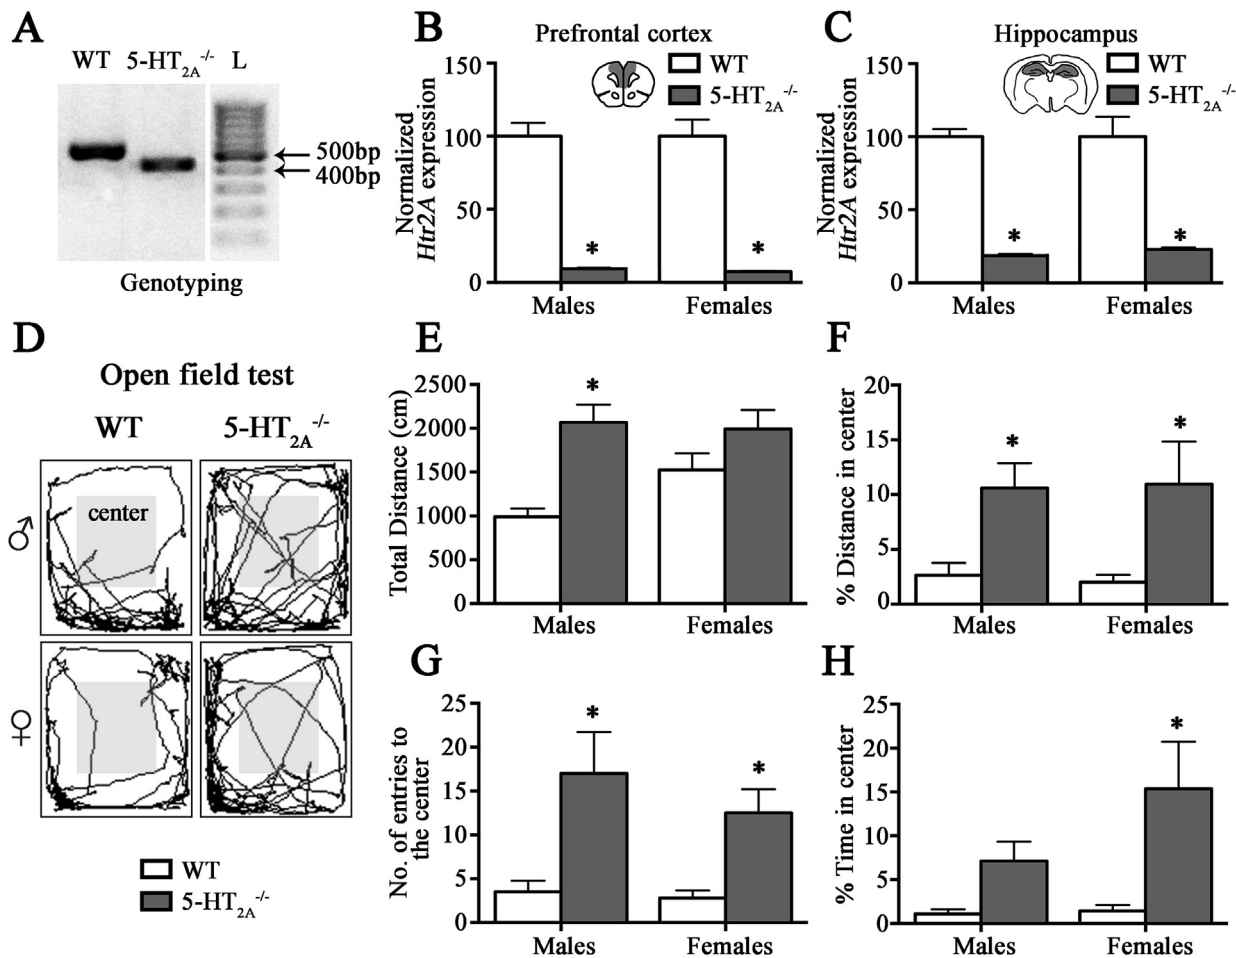 A
WT 5-HT2A-/- L
500bp
400bp
Genotyping
B
Prefrontal cortex
WT
5-HT2A-/-
Normalized
Htr2A expression
150
100
50
0
Males Females
*
*
C
Hippocampus
WT
5-HT2A-/-
Normalized
Htr2A expression
150
100
50
0
Males Females
*
*
D
Open field test
WT 5-HT2A-/-
♂
center
♀
WT
5-HT2A-/-
E
Total Distance (cm)
2500
2000
1500
1000
500
0
Males Females
*
F
% Distance in center
20
15
10
5
0
Males Females
*
*
G
No. of entries to
the center
25
20
15
10
5
0
Males Females
*
*
H
% Time in center
25
20
15
10
5
0
Males Females
*